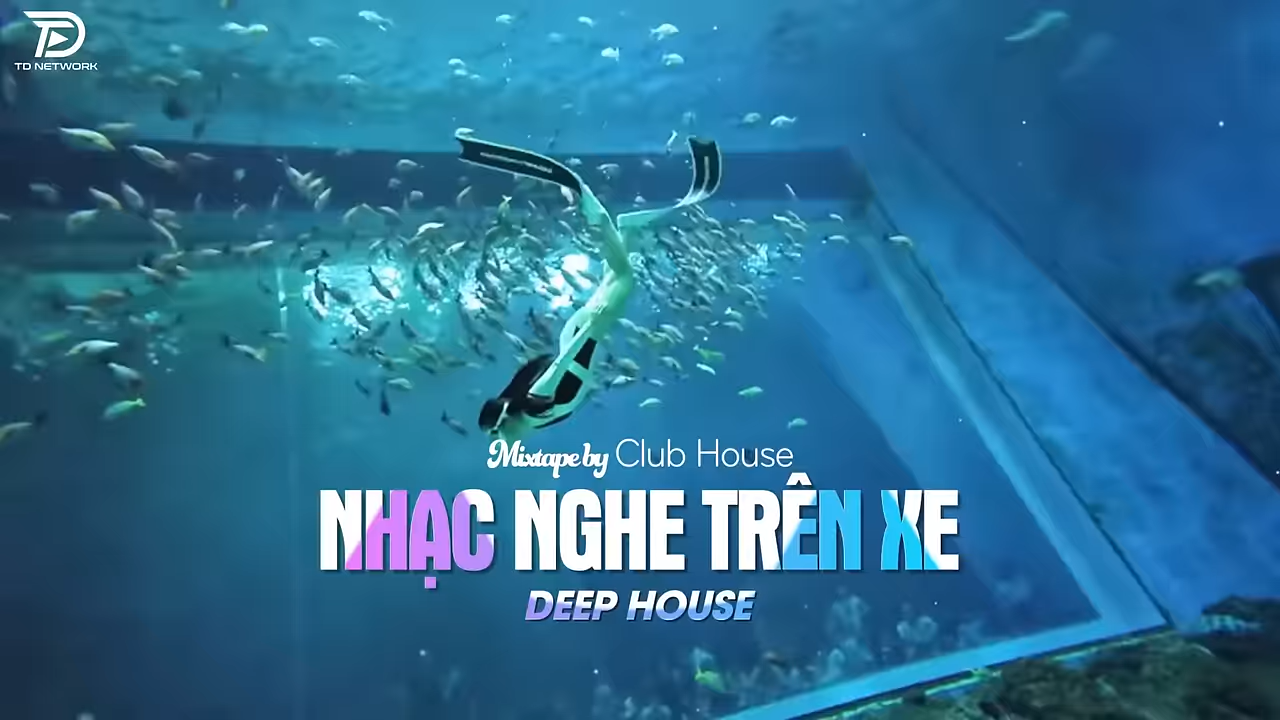 TD NETWORK
Mixtape by Club House
NHẠC NGHE TRÊN XE
DEEP HOUSE